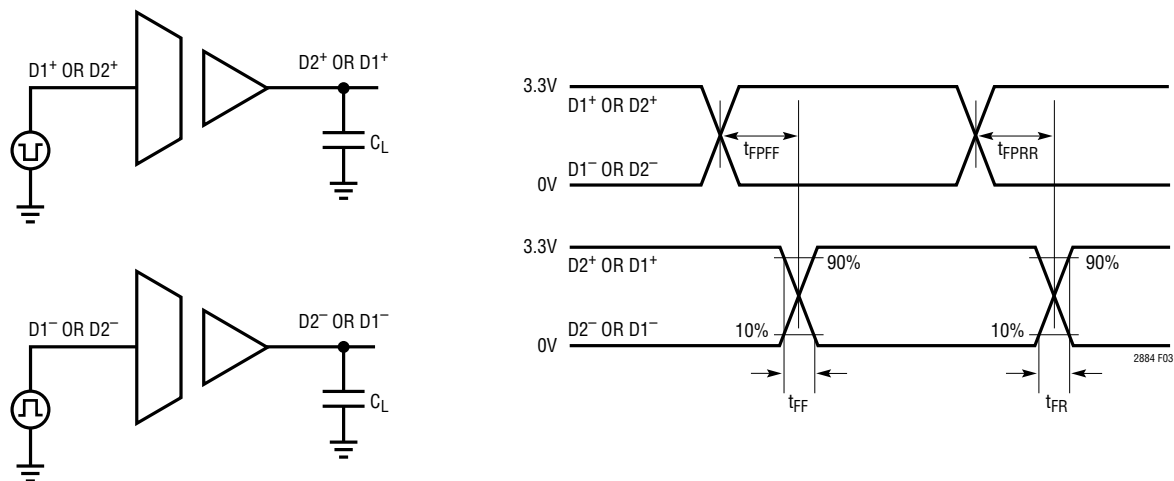 D1+ OR D2+
D2+ OR D1+
CL
D1− OR D2−
D2− OR D1−
CL
3.3V
D1+ OR D2+
tFPFF
tFPRR
D1− OR D2−
0V
3.3V
D2+ OR D1+
90%
90%
D2− OR D1−
10%
10%
0V
2884 F03
tFF
tFR